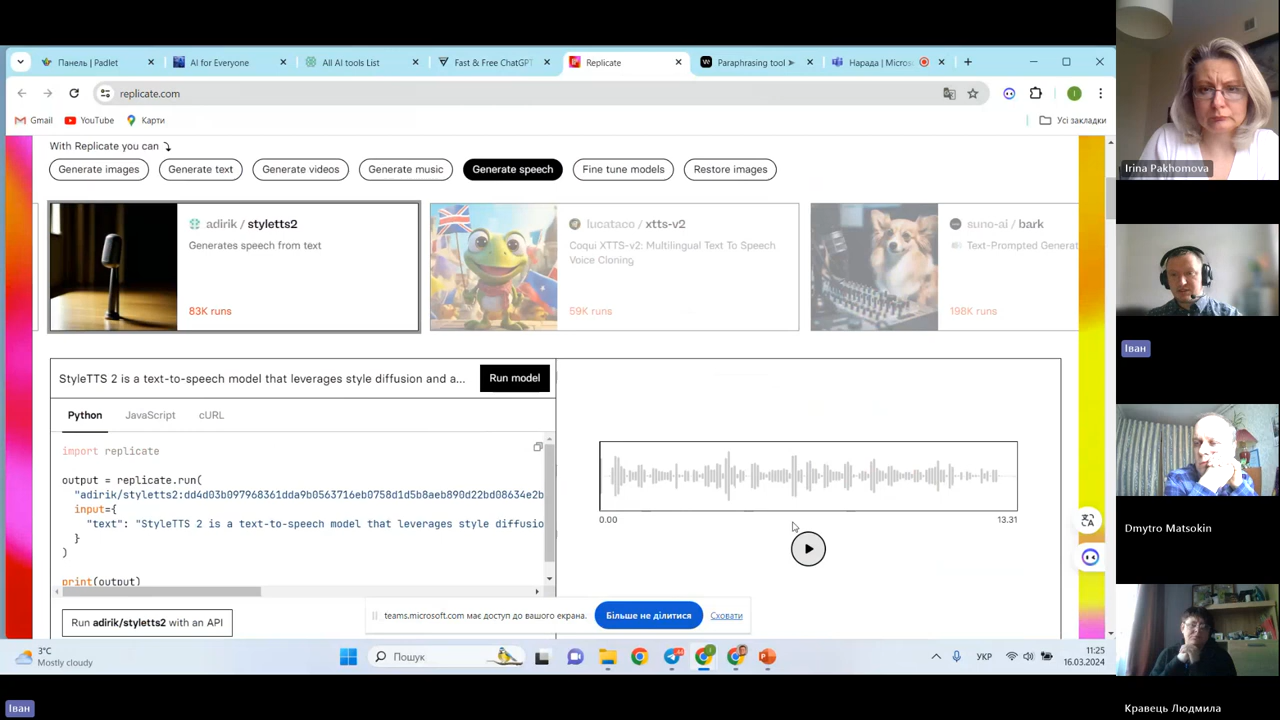 Панель | Padlet
AI for Everyone
All AI tools List
Fast & Free ChatGPT
Replicate
Paraphrasing tool
Нарада | Micros
replicate.com
Gmail
YouTube
Карти
Усі закладки
With Replicate you can
Generate images
Generate text
Generate videos
Generate music
Generate speech
Fine tune models
Restore images
adirik / styletts2
Generates speech from text
83K runs
lucataco / xtts-v2
Coqui XTTS-v2: Multilingual Text To Speech
Voice Cloning
59K runs
suno-ai / bark
Text-Prompted Generat
198K runs
StyleTTS 2 is a text-to-speech model that leverages style diffusion and a...
Run model
Python
JavaScript
cURL
import replicate
output = replicate.run(
"adirik/styletts2:dd4d03b097968361dda9b0563716eb0758d1d5b8aeb890d22bd08634e2b
input={
"text": "StyleTTS 2 is a text-to-speech model that leverages style diffusio
}
)
print(output)
Run adirik/styletts2 with an API
0.00
13.31
teams.microsoft.com має доступ до вашого екрана.
Більше не ділитися
Сховати
3°C
Mostly cloudy
Пошук
УКР
11:25
16.03.2024
Іван
Irina Pakhomova
Іван
Dmytro Matsokin
Кравець Людмила